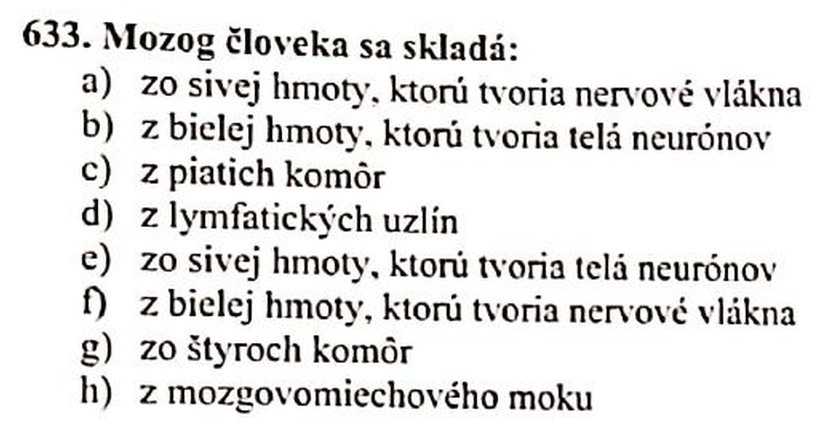 633. Mozog človeka sa skladá:
a) zo sivej hmoty, ktorú tvoria nervové vlákna
b) z bielej hmoty, ktorú tvoria telá neurónov
c) z piatich komôr
d) z lymfatických uzlín
e) zo sivej hmoty, ktorú tvoria telá neurónov
f) z bielej hmoty, ktorú tvoria nervové vlákna
g) zo štyroch komôr
h) z mozgovomiechového moku